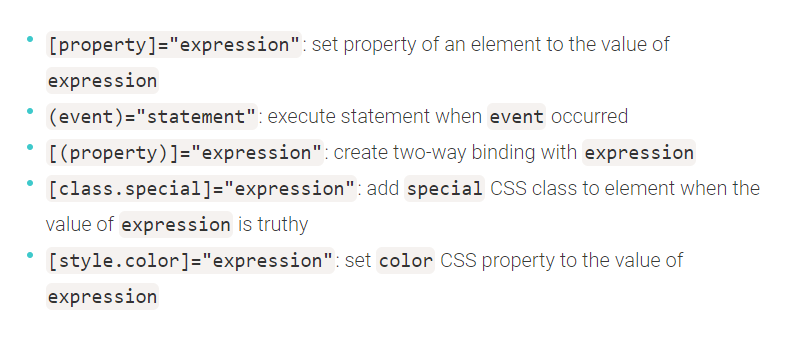 [property]="expression": set property of an element to the value of
expression
(event)="statement": execute statement when event occurred
[(property)]="expression": create two-way binding with expression
[class.special]="expression": add special CSS class to element when the
value of expression is truthy
[style.color]="expression": set color CSS property to the value of
expression